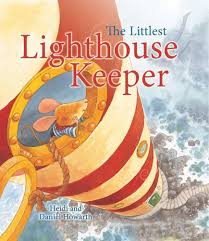 The Littlest
Lighthouse
Keeper
Heidi and
Daniel Howarth